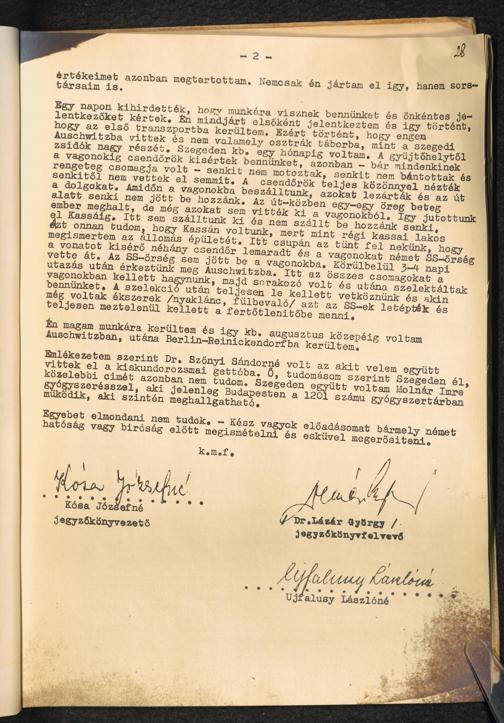 - 2 -
28
értékeimet azonban megtartottam. Nemcsak én jártam el igy, hanem sors-
társaim is.
Egy napon kihirdették, hogy munkára visznek bennünket és önkéntes je-
lentkezőket kértek. Én mindjárt elsőként jelentkeztem és igy történt,
hogy az első transzportba kerültem. Ezért történt, hogy engem
Auschwitzba vittek és nem valamely osztrák táborba, mint a szegedi
zsidók nagy részét. Szegeden kb. egy hónapig voltam. A gyüjtőhelytől
a vagonokig csendőrök kisértek bennünket, azonban - bár mindenkinek
rengeteg csomagja volt - senkit nem motoztak, senkit nem bántottak és
senkitől nem vettek el semmit. A csendőrök teljes közönnyel nézték
a dolgokat. Amidőn a vagonokba beszálltunk, azokat lezárták és az út
alatt senki nem jött be hozzánk. Az út-közben egy-egy öreg beteg
ember meghalt, de még azokat sem vitték ki a vagonokból. Igy jutottunk
el Kassáig. Itt sem szálltunk ki és nem szállt be hozzánk senki,
ezt onnan tudom, hogy Kassán voltunk, mert mint régi kassai lakos
megismertem az állomás épületét. Itt csupán az tünt fel nekünk, hogy
a vonatot kisérő néhány csendőr lemaradt és a vonatokat német SS-őrség
vette át. Az SS-őrség sem jött be a vagonokba. Körülbelül 3-4 napi
utazás után érkeztünk meg Auschwitzba. Itt az összes csomagokat a
vagonokban kellett hagynunk, majd sorakozó volt és utána szelektáltak
bennünket. A szelekció után teljesen le kellett vetkőznünk és akin
még voltak ékszerek /nyaklánc, fülbevaló/ azt az SS-ek letépték és
teljesen meztelenül kellett a fertőtlenitőbe menni.
Én magam munkára kerültem és igy kb. augusztus közepéig voltam
Auschwitzban, utána Berlin-Reinickendorfba kerültem.
Emlékezetem szerint Dr. Szőnyi Sándorné volt az akit velem együtt
vittek el a kiskundorozsmai gettóba. Ő, tudomásom szerint Szegeden él,
közelebbi cimét azonban nem tudom. Szegeden együtt voltam Molnár Imre
gyógyszerésszel, aki jelenleg Budapesten a 1201 számu gyógyszertárban
működik, aki szintén meghallgatható.
Egyebet elmondani nem tudok. - Kész vagyok előadásomat bármely német
hatóság vagy biróság előtt megismételni és esküvel megerősiteni.
k.m.f.
Kósa Józsefné
Kósa Józsefné
jegyzőkönyvezető
/ Dr.Lázár György /
jegyzőkönyvfelvevő
Ujfalusy Lászlóné
Ujfalusy Lászlóné